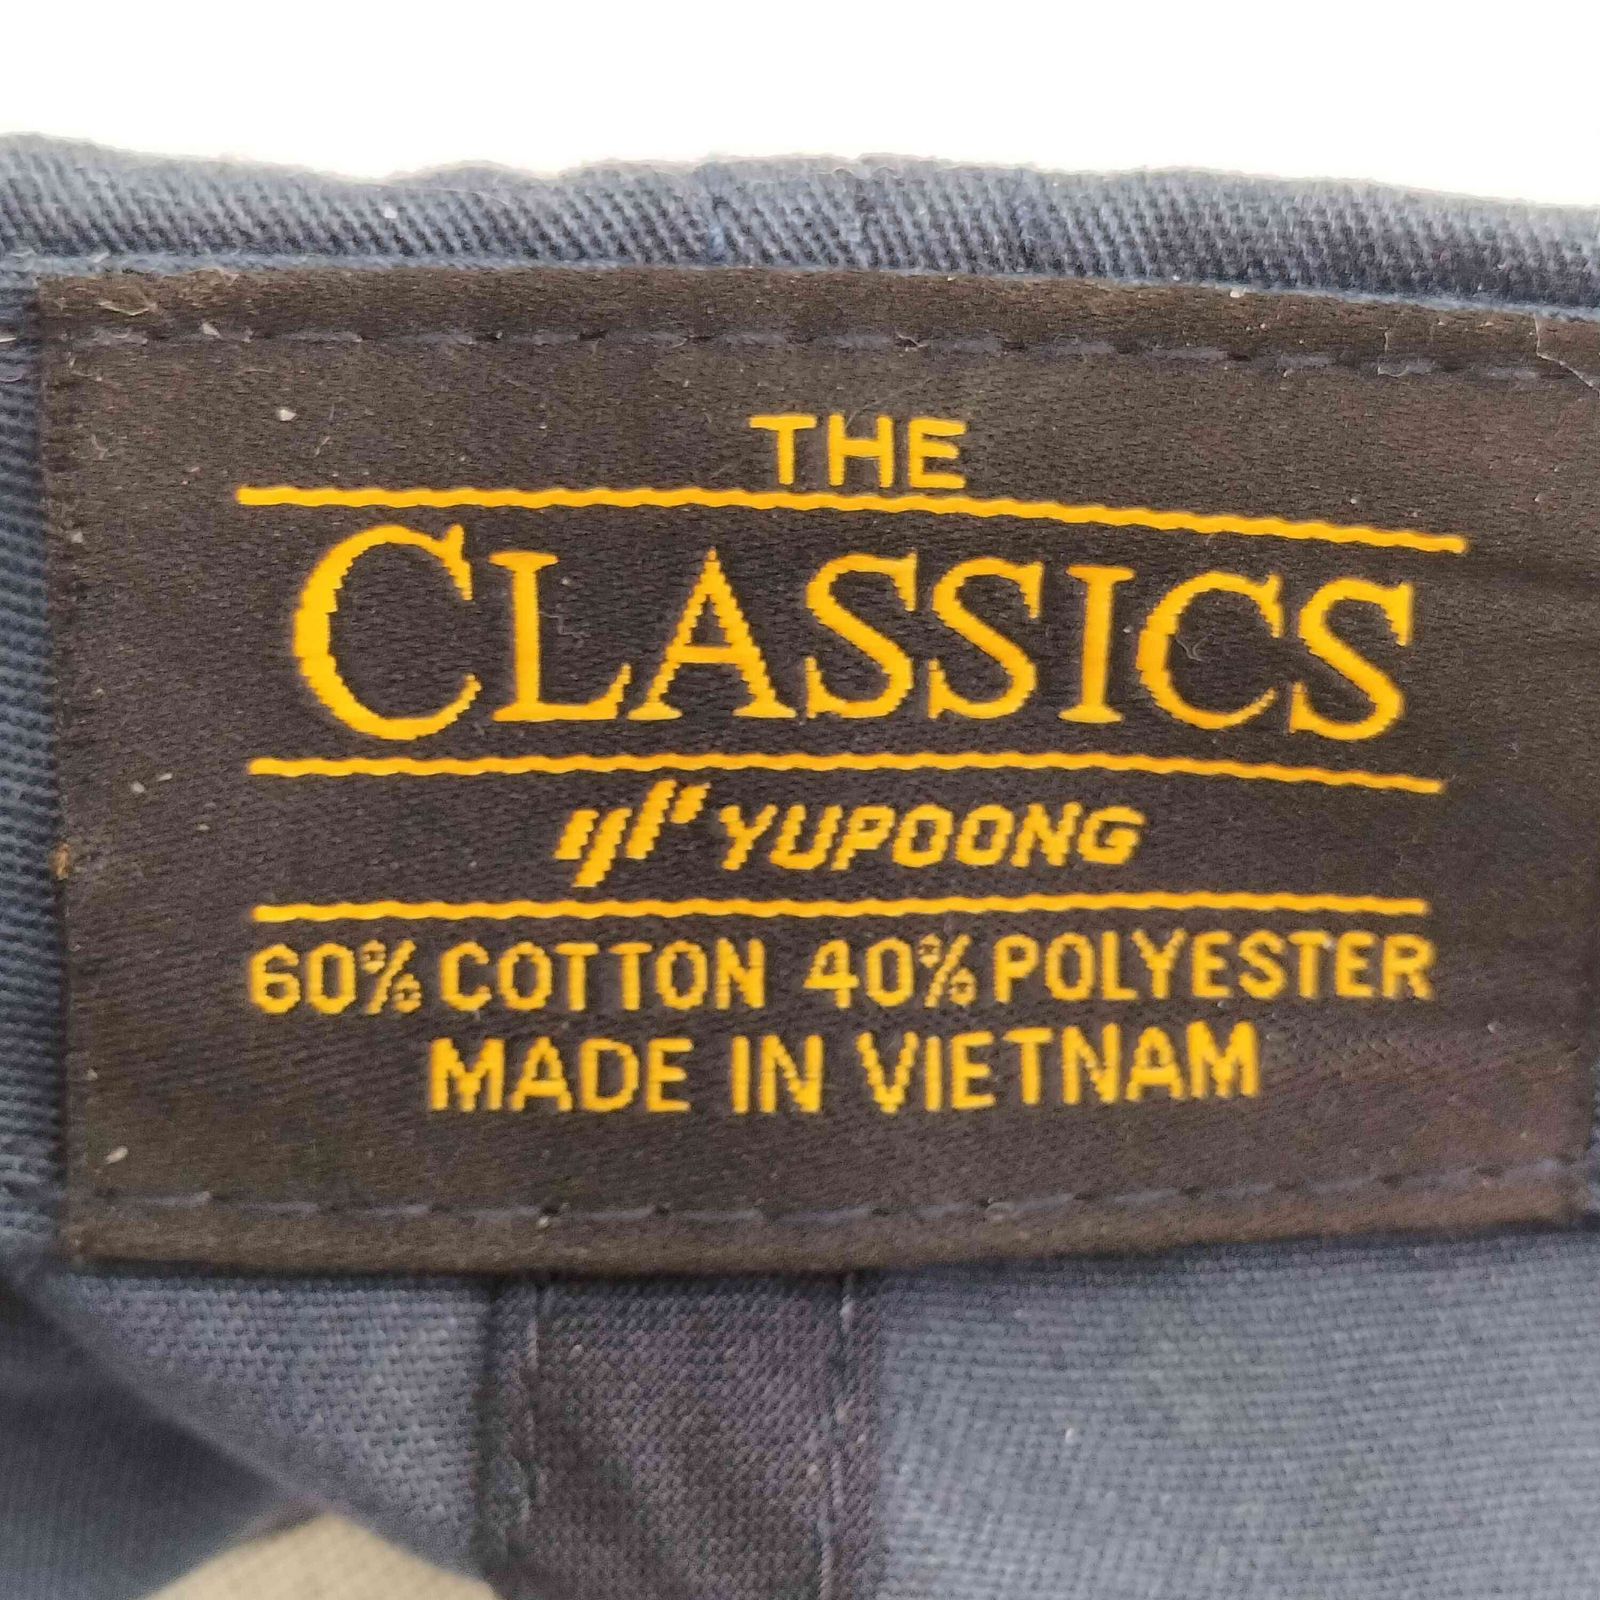 THE
CLASSICS
YUPOONG
60% COTTON 40% POLYESTER
MADE IN VIETNAM